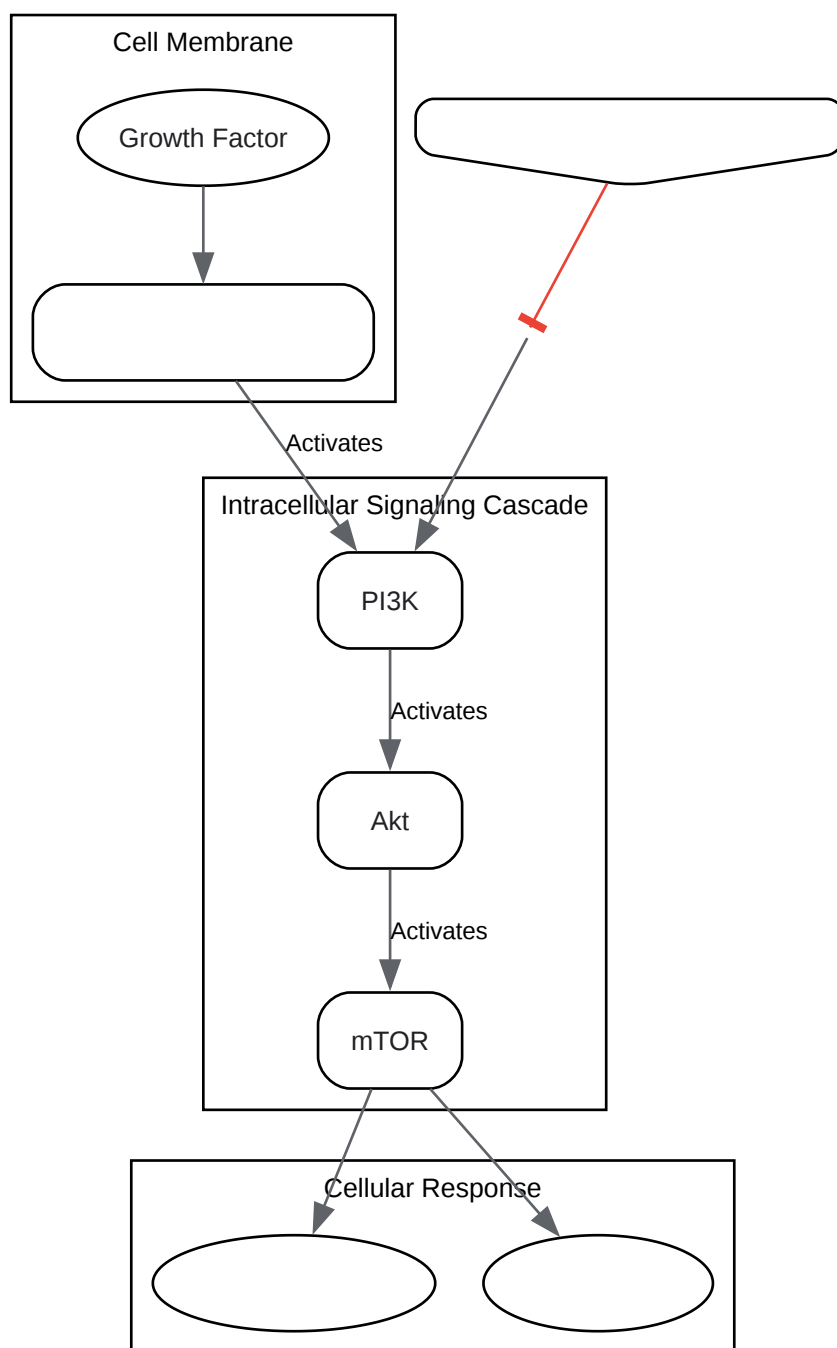 Cell Membrane
Growth Factor
Activates
Intracellular Signaling Cascade
PI3K
Activates
Akt
Activates
mTOR
Cellular Response